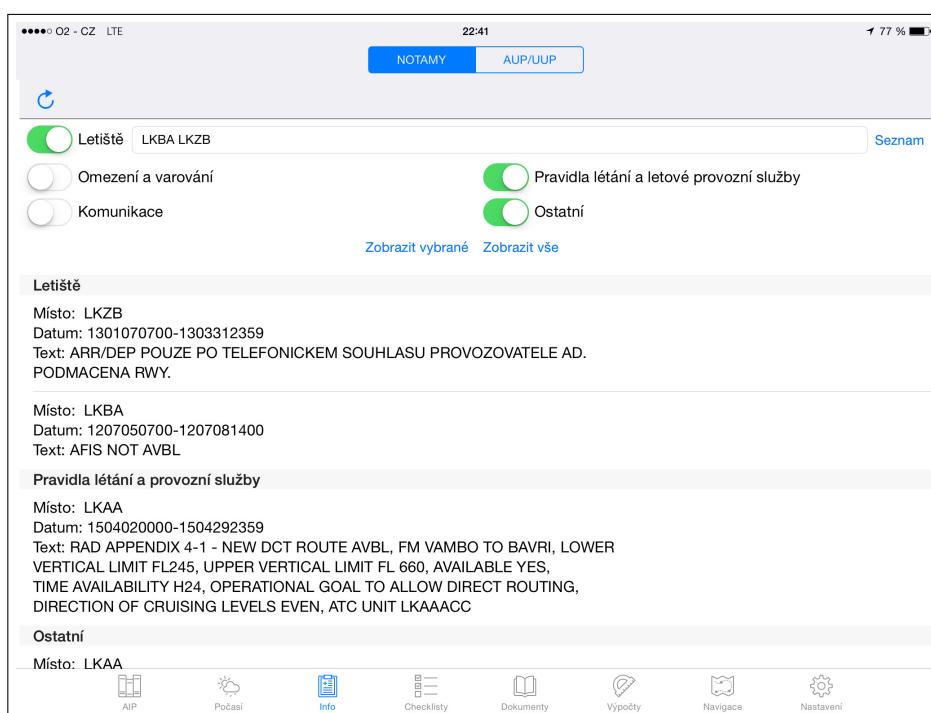 O2 - CZ LTE 22:41 77 %
NOTAMY AUP/UUP
Letiště LKBA LKZB Seznam
Omezení a varování Pravidla létání a letové provozní služby
Komunikace Ostatní
Zobrazit vybrané Zobrazit vše
Letiště
Místo: LKZB
Datum: 1301070700-1303312359
Text: ARR/DEP POUZE PO TELEFONICKEM SOUHLASU PROVOZOVATELE AD.
PODMACENA RWY.
Místo: LKBA
Datum: 1207050700-1207081400
Text: AFIS NOT AVBL
Pravidla létání a provozní služby
Místo: LKAA
Datum: 1504020000-1504292359
Text: RAD APPENDIX 4-1 - NEW DCT ROUTE AVBL, FM VAMBO TO BAVRI, LOWER
VERTICAL LIMIT FL245, UPPER VERTICAL LIMIT FL 660, AVAILABLE YES,
TIME AVAILABILITY H24, OPERATIONAL GOAL TO ALLOW DIRECT ROUTING,
DIRECTION OF CRUISING LEVELS EVEN, ATC UNIT LKAAACC
Ostatní
Místo: LKAA
AIP Počasí Info Checklisty Dokumenty Výpočty Navigace Nastavení